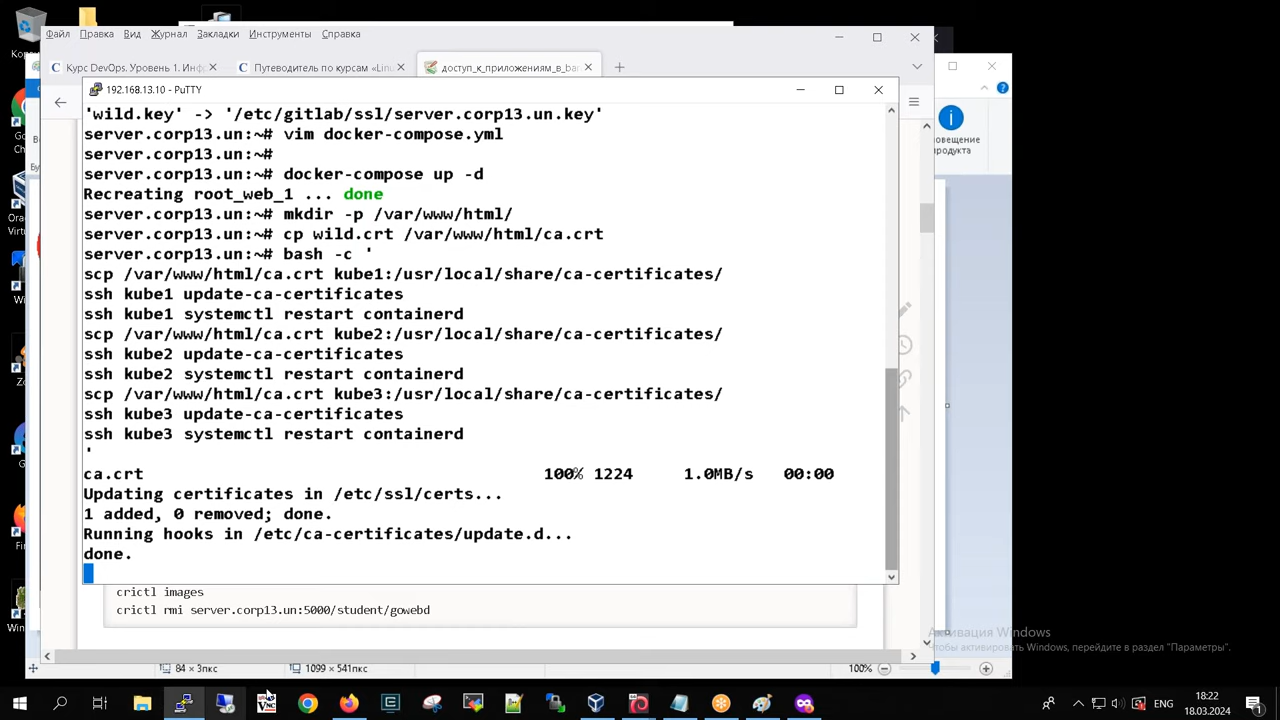 Файл Правка Вид Журнал Закладки Инструменты Справка
Курс DevOps. Уровень 1.
Путеводитель по курсам «Linu
доступ_к_приложениям_в_bar
192.168.13.10 - PuTTY
'wild.key' -> '/etc/gitlab/ssl/server.corp13.un.key'
server.corp13.un:~# vim docker-compose.yml
server.corp13.un:~#
server.corp13.un:~# docker-compose up -d
Recreating root_web_1 ... done
server.corp13.un:~# mkdir -p /var/www/html/
server.corp13.un:~# cp wild.crt /var/www/html/ca.crt
server.corp13.un:~# bash -c '
scp /var/www/html/ca.crt kube1:/usr/local/share/ca-certificates/
ssh kube1 update-ca-certificates
ssh kube1 systemctl restart containerd
scp /var/www/html/ca.crt kube2:/usr/local/share/ca-certificates/
ssh kube2 update-ca-certificates
ssh kube2 systemctl restart containerd
scp /var/www/html/ca.crt kube3:/usr/local/share/ca-certificates/
ssh kube3 update-ca-certificates
ssh kube3 systemctl restart containerd
'
ca.crt 100% 1224 1.0MB/s 00:00
Updating certificates in /etc/ssl/certs...
1 added, 0 removed; done.
Running hooks in /etc/ca-certificates/update.d...
done.
crictl images
crictl rmi server.corp13.un:5000/student/gowebd
овещение
родукта
Активация Windows
Чтобы активировать Windows, перейдите в раздел "Параметры".
84 × 3пкс
1099 × 541пкс
100%
ENG
18:22
18.03.2024
1